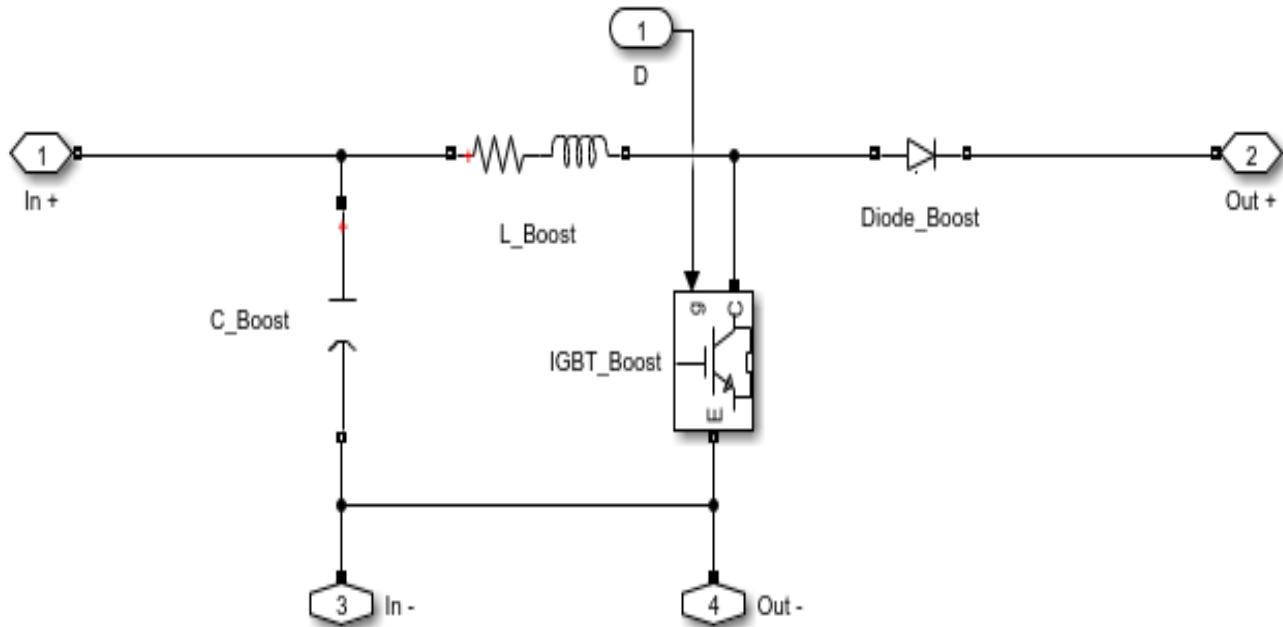 1
D
1
In +
2
Out +
L_Boost
Diode_Boost
C_Boost
g
C
IGBT_Boost
E
3
In -
4
Out -